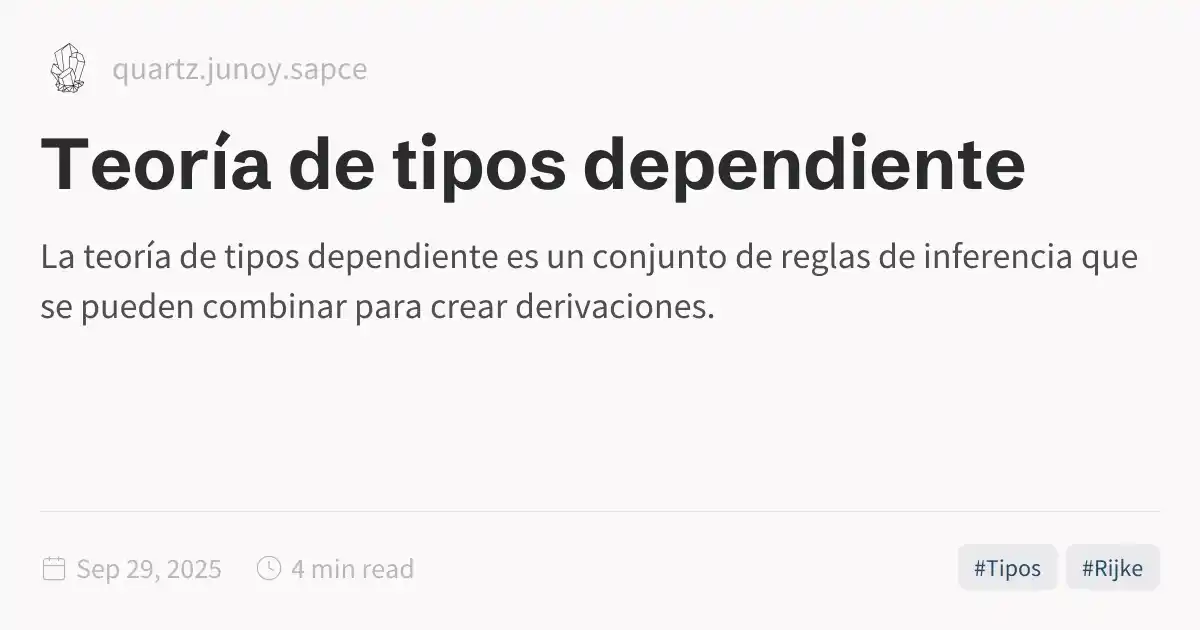 quartz.junoy.sapce
Teoría de tipos dependiente
La teoría de tipos dependiente es un conjunto de reglas de inferencia que
se pueden combinar para crear derivaciones.
Sep 29, 2025 4 min read #Tipos #Rijke